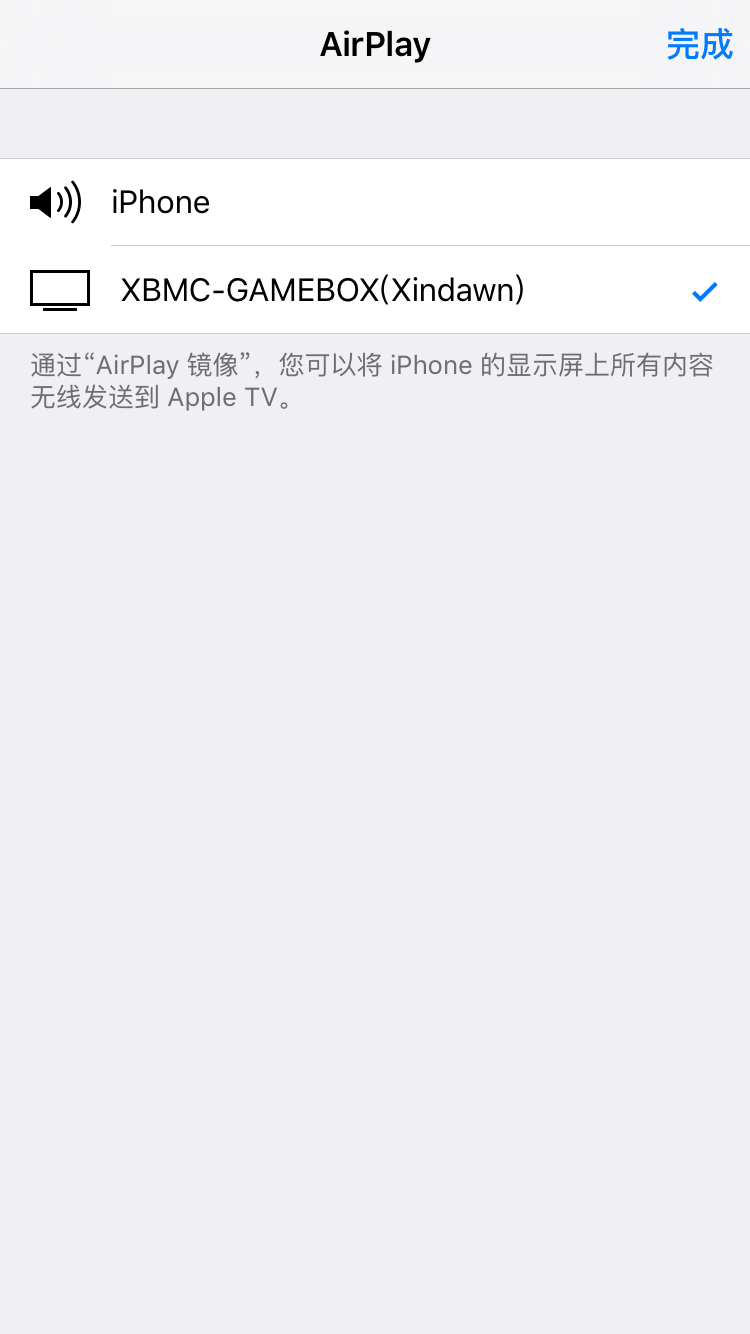 AirPlay
完成
iPhone
XBMC-GAMEBOX(Xindawn)
通过“AirPlay 镜像”，您可以将 iPhone 的显示屏上所有内容
无线发送到 Apple TV。